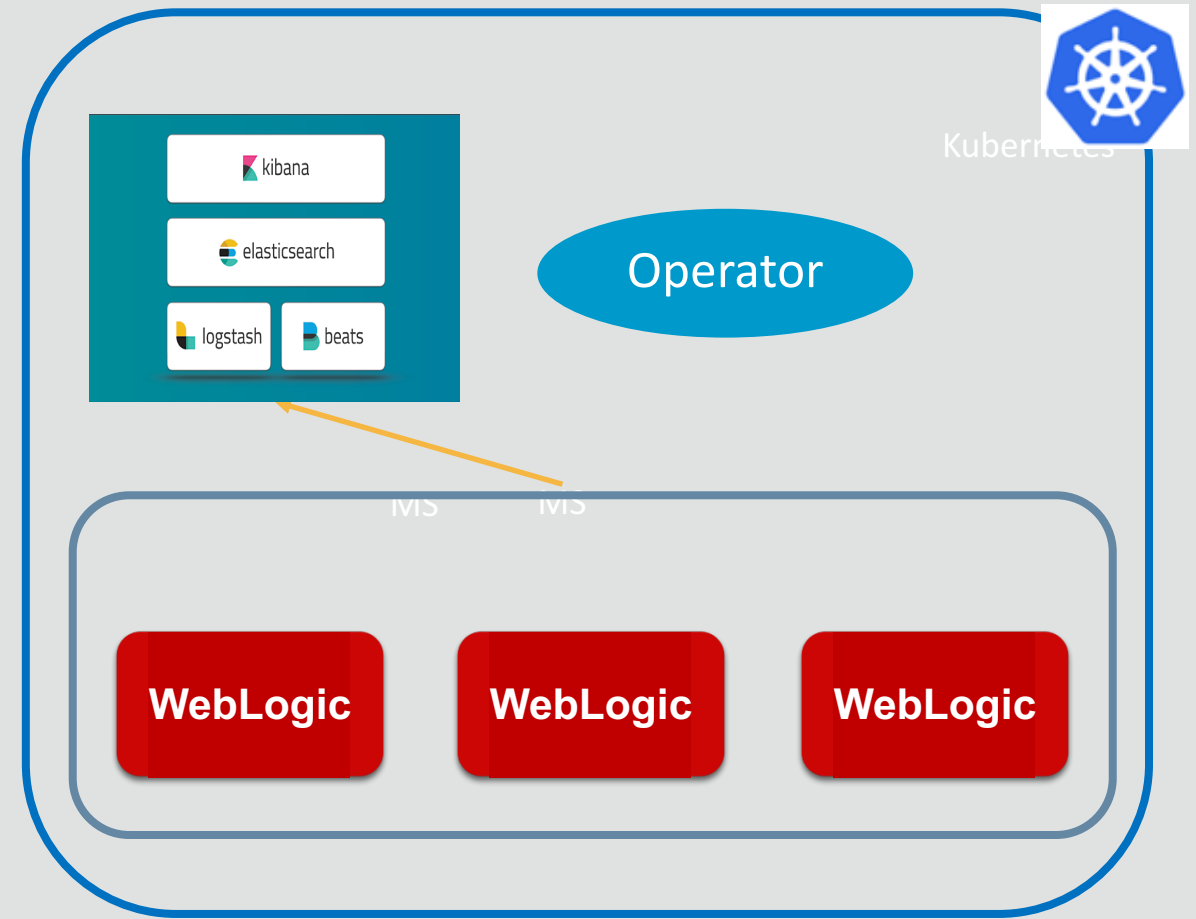 Kubernetes
kibana
elasticsearch
logstash
beats
Operator
MS
MS
WebLogic
WebLogic
WebLogic